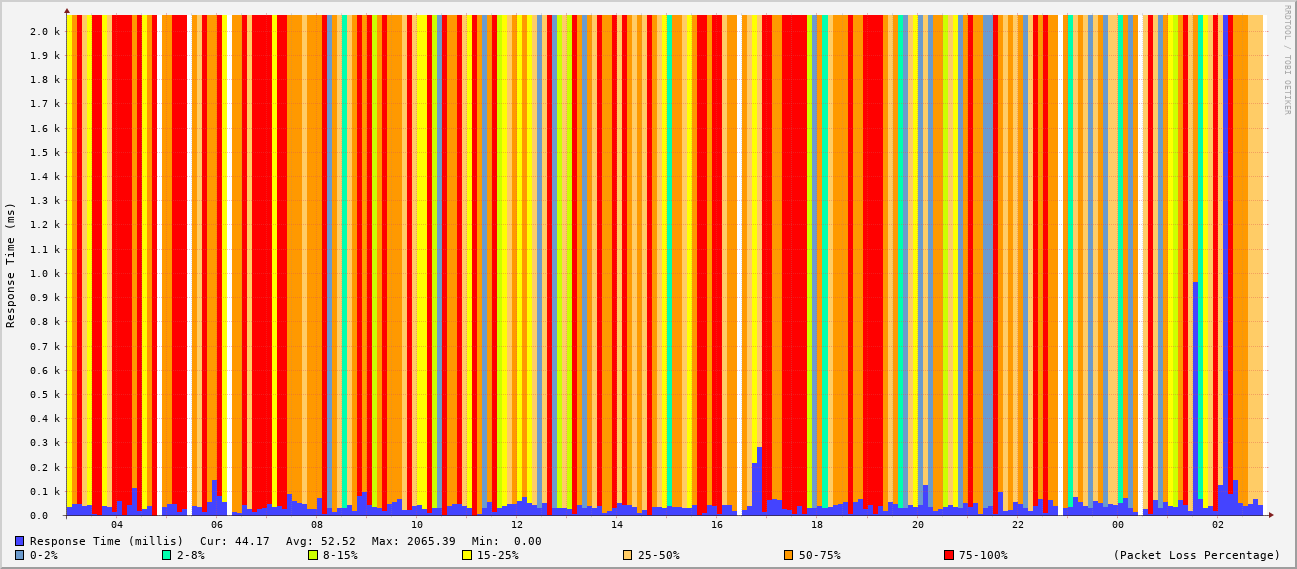 RRDTOOL / TOBI OETIKER
Response Time (ms)
2.0 k
1.9 k
1.8 k
1.7 k
1.6 k
1.5 k
1.4 k
1.3 k
1.2 k
1.1 k
1.0 k
0.9 k
0.8 k
0.7 k
0.6 k
0.5 k
0.4 k
0.3 k
0.2 k
0.1 k
0.0
04 06 08 10 12 14 16 18 20 22 00 02
Response Time (millis) Cur: 44.17 Avg: 52.52 Max: 2065.39 Min: 0.00
0-2% 2-8% 8-15% 15-25% 25-50% 50-75% 75-100% (Packet Loss Percentage)